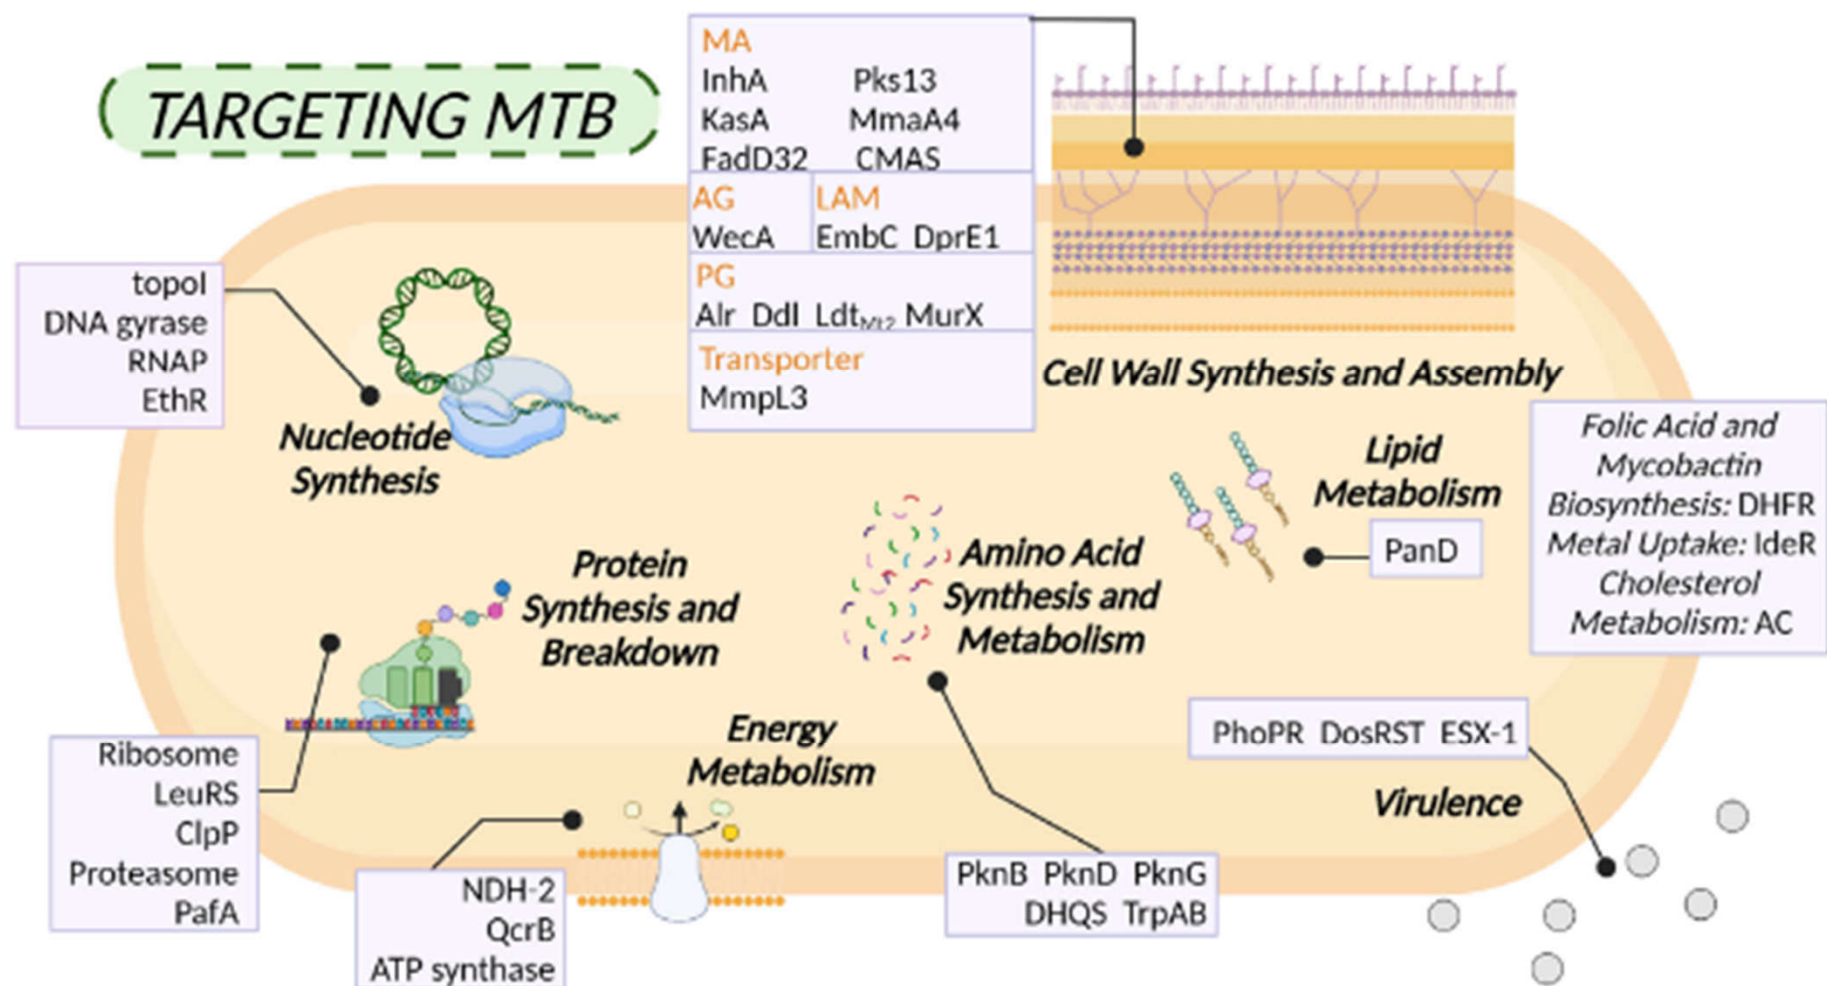 TARGETING MTB
MA
InhA Pks13
KasA MmaA4
FadD32 CMAS
AG LAM
WecA EmbC DprE1
PG
Alr Ddl LdtMt2 MurX
Transporter
MmpL3
Cell Wall Synthesis and Assembly
topoI
DNA gyrase
RNAP
EthR
Nucleotide
Synthesis
Lipid
Metabolism
PanD
Folic Acid and
Mycobactin
Biosynthesis: DHFR
Metal Uptake: IdeR
Cholesterol
Metabolism: AC
Protein
Synthesis and
Breakdown
Amino Acid
Synthesis and
Metabolism
Ribosome
LeuRS
ClpP
Proteasome
PafA
Energy
Metabolism
NDH-2
QcrB
ATP synthase
PknB PknD PknG
DHQS TrpAB
PhoPR DosRST ESX-1
Virulence